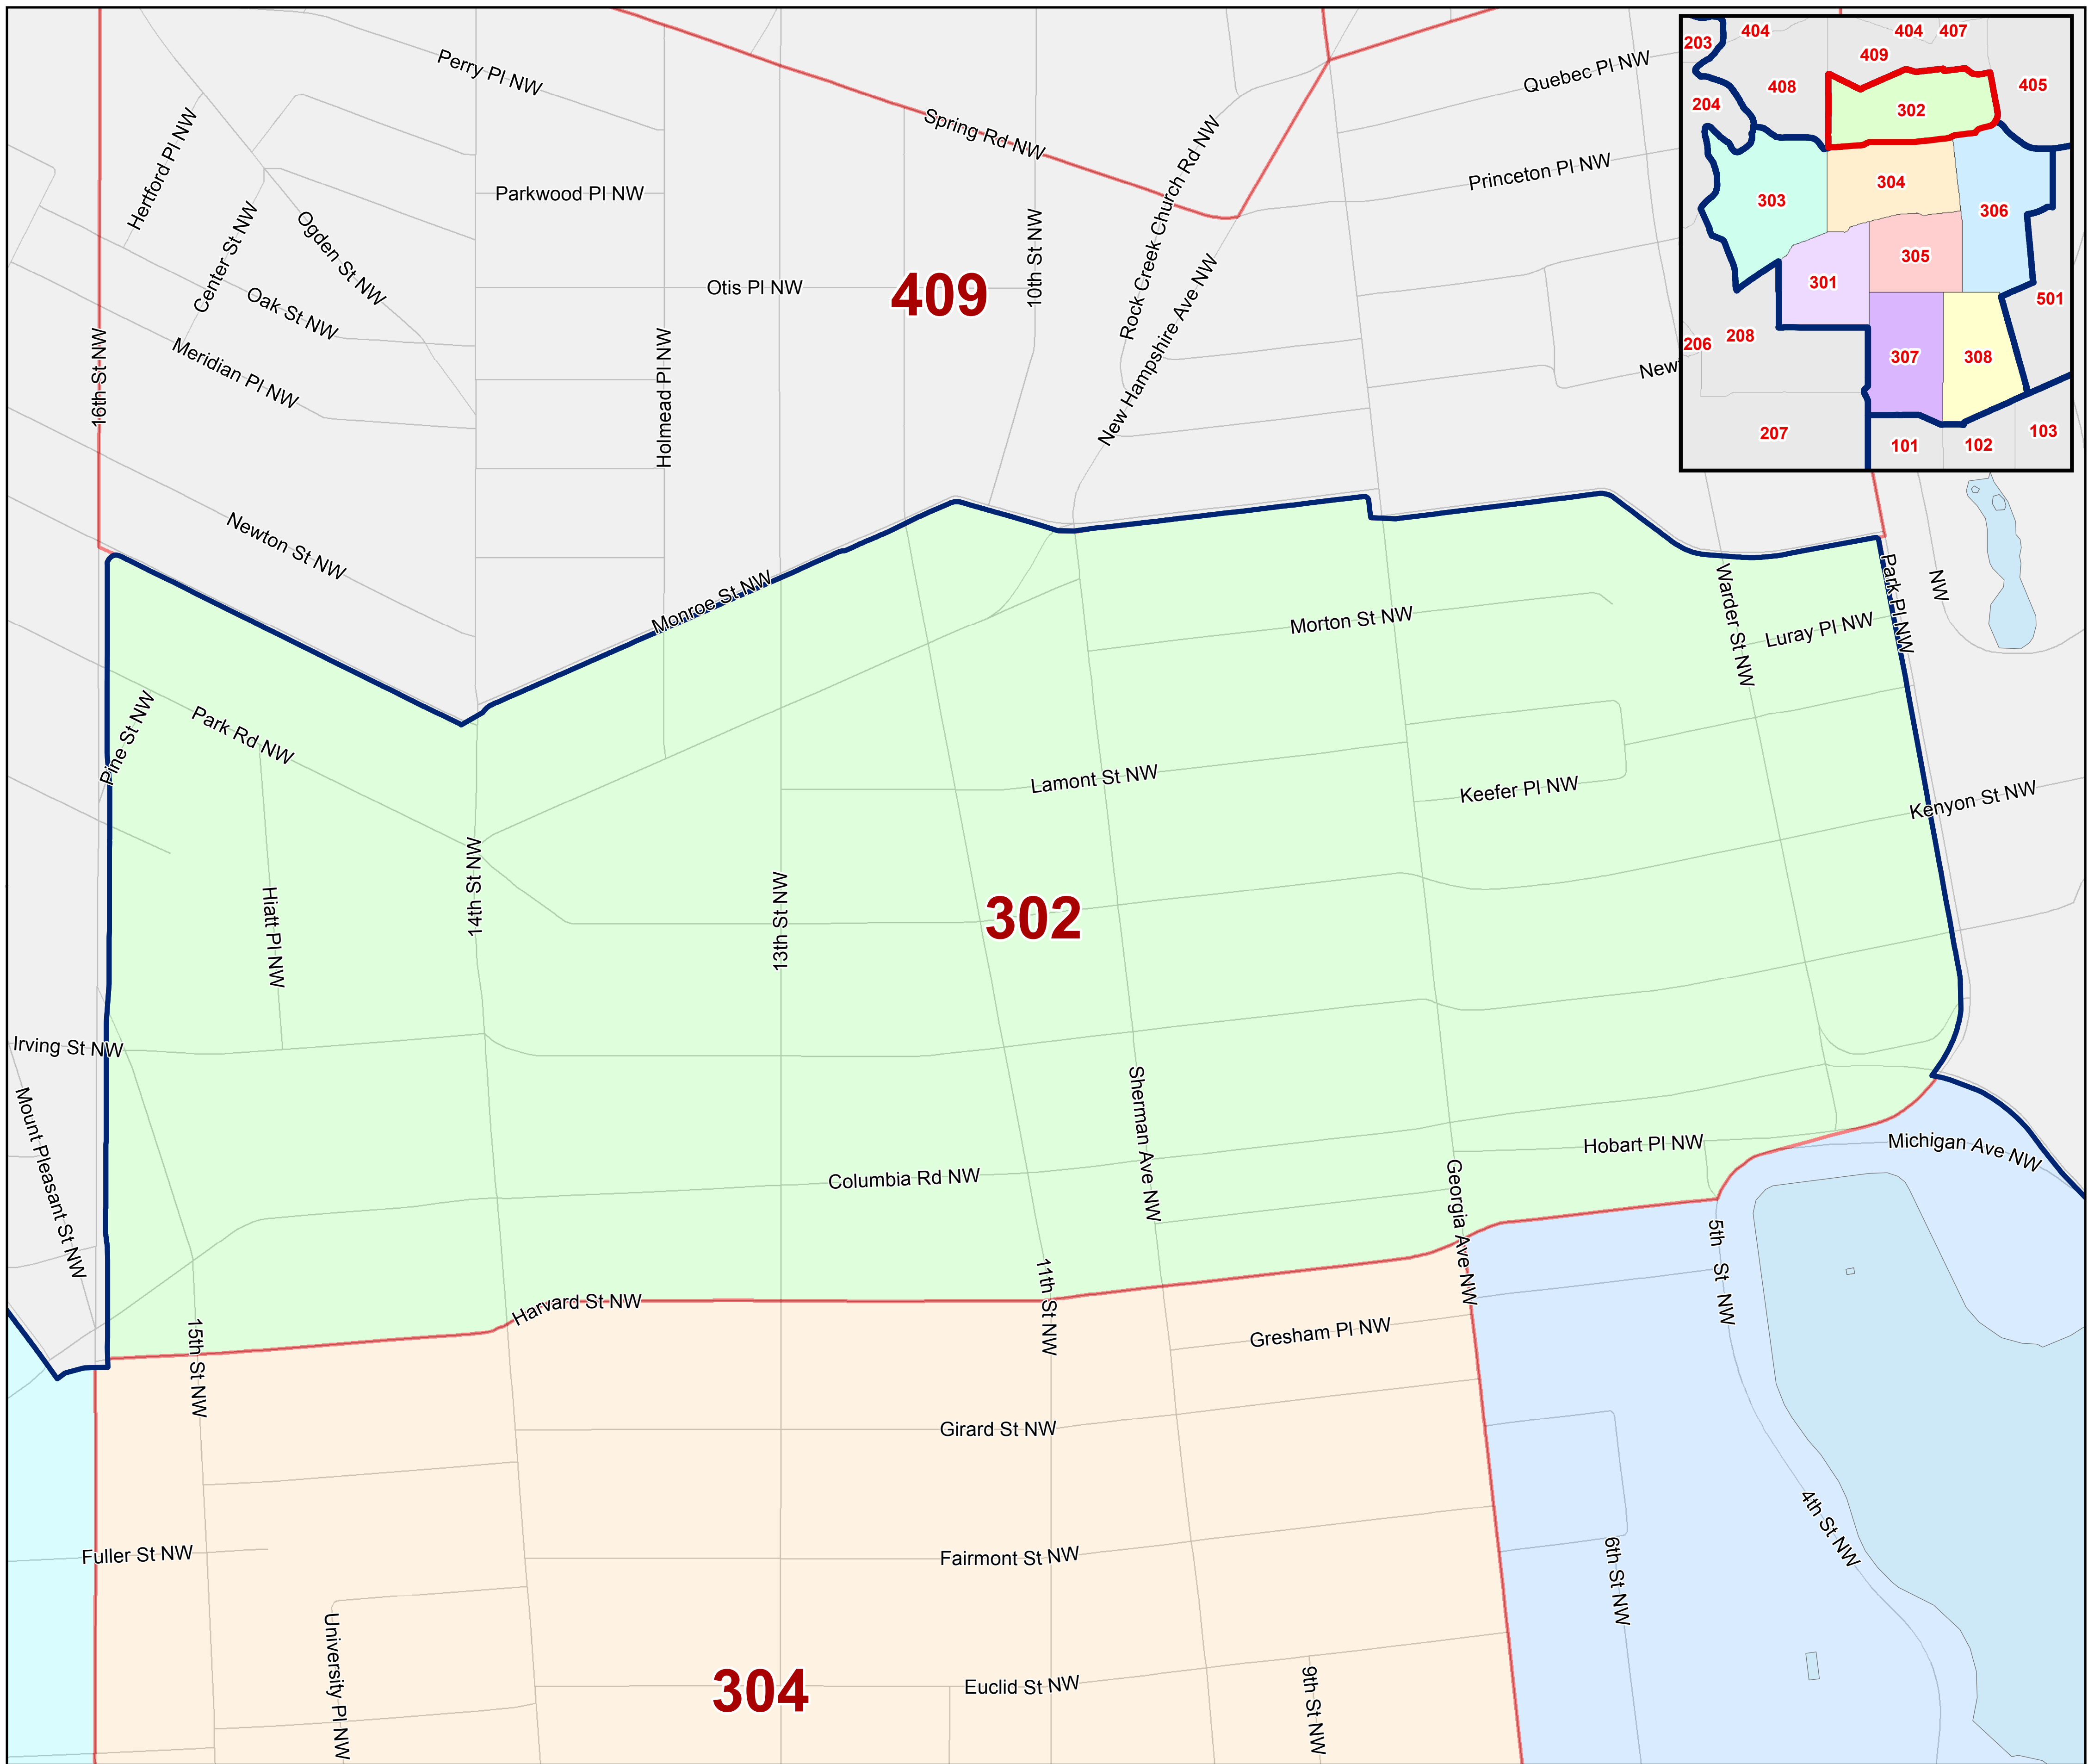 Perry Pl NW
Spring Rd NW
Quebec Pl NW
Hertford Pl NW
Parkwood Pl NW
Princeton Pl NW
Rock Creek Church Rd NW
Center St NW
Ogden St NW
10th St NW
Otis Pl NW
409
Oak St NW
New Hampshire Ave NW
Meridian Pl NW
16th St NW
Holmead Pl NW
New
203
404
404
407
409
408
405
204
302
304
303
306
305
301
501
206
208
307
308
207
101
102
103
Newton St NW
Monroe St NW
Morton St NW
Warder St NW
Luray Pl NW
Park Pl NW
NW
Pine St NW
Park Rd NW
Lamont St NW
Keefer Pl NW
Kenyon St NW
14th St NW
Hiatt Pl NW
13th St NW
302
Irving St NW
Mount Pleasant St NW
Sherman Ave NW
Columbia Rd NW
Hobart Pl NW
Michigan Ave NW
Georgia Ave NW
5th St NW
Harvard St NW
11th St NW
15th St NW
Gresham Pl NW
Girard St NW
4th St NW
Fuller St NW
Fairmont St NW
6th St NW
University Pl NW
304
Euclid St NW
9th St NW